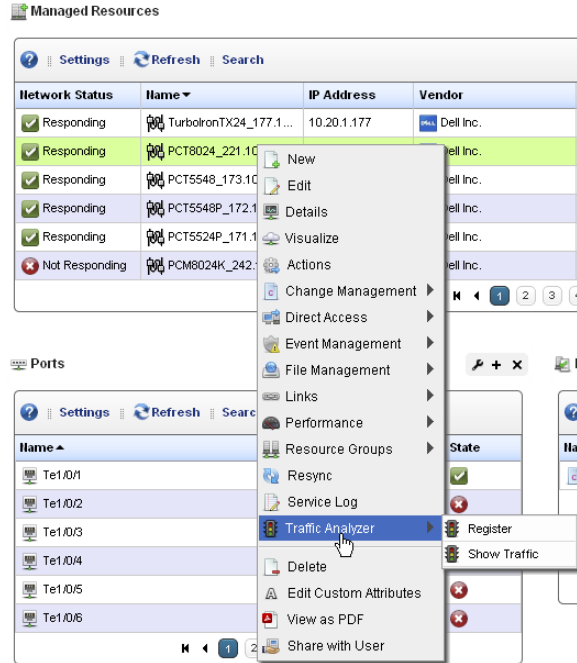 Managed Resources
Settings Refresh Search
Network Status Name IP Address Vendor
Responding TurboIronTX24_177.1... 10.20.1.177 Dell Inc.
Responding PCT8024_221.10 ell Inc.
Responding PCT5548_173.10 ell Inc.
Responding PCT5548P_172.1 ell Inc.
Responding PCT5524P_171.1 ell Inc.
Not Responding PCM8024K_242. ell Inc.
1 2 3
New
Edit
Details
Visualize
Actions
Change Management
Direct Access
Event Management
File Management
Links
Performance
Resource Groups
Resync
Service Log
Traffic Analyzer
Delete
Edit Custom Attributes
View as PDF
Share with User
Register
Show Traffic
Ports
Settings Refresh Searc
Name State
Te1/0/1
Te1/0/2
Te1/0/3
Te1/0/4
Te1/0/5
Te1/0/6
1 2
Na